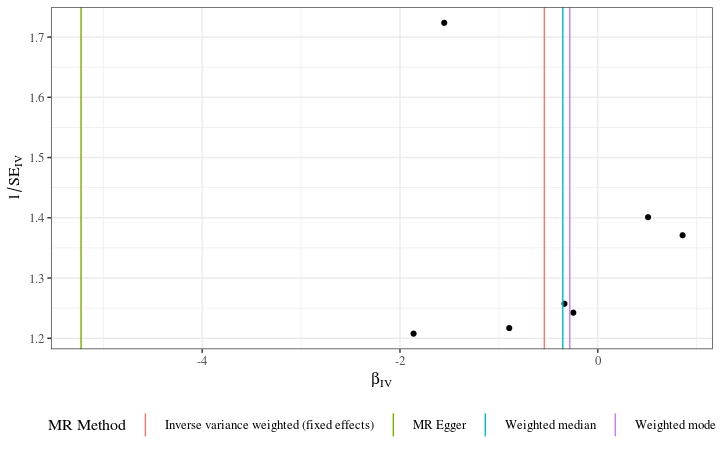 1.7
1.6
1.5
1.4
1.3
1.2
1/SE_IV
-4
-2
0
β_IV
MR Method
Inverse variance weighted (fixed effects)
MR Egger
Weighted median
Weighted mode